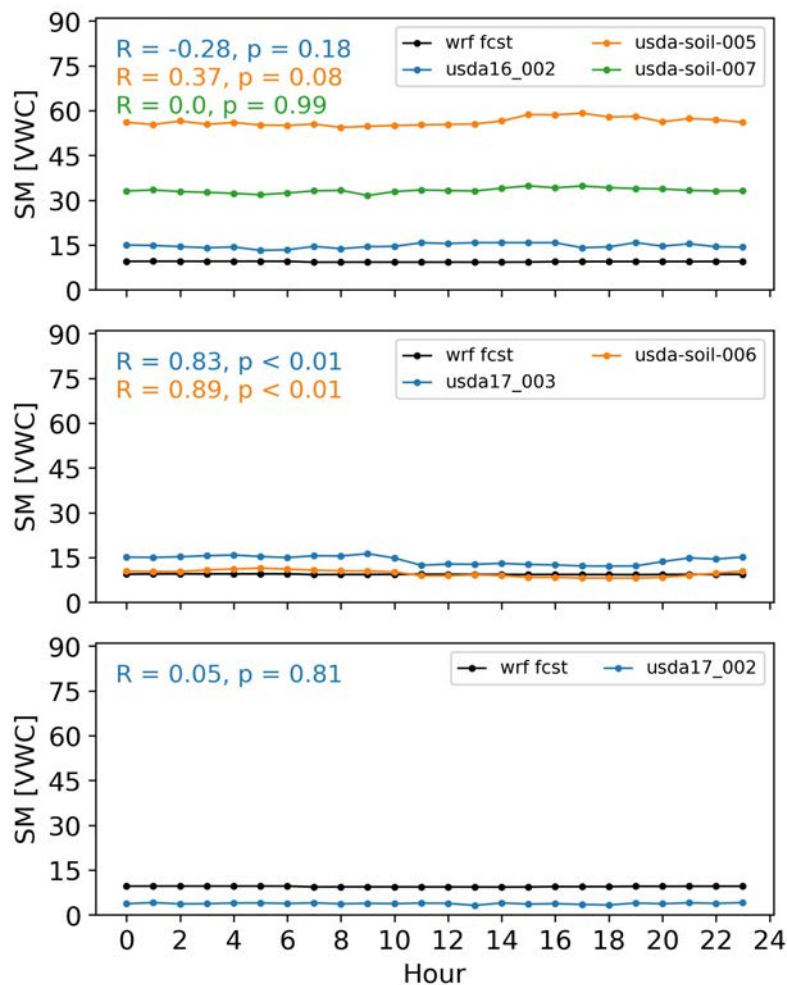 90
75
60
45
30
15
0
SM [VWC]
R = -0.28, p = 0.18
R = 0.37, p = 0.08
R = 0.0, p = 0.99
wrf fcst
usda16_002
usda-soil-005
usda-soil-007
90
75
60
45
30
15
0
SM [VWC]
R = 0.83, p < 0.01
R = 0.89, p < 0.01
wrf fcst
usda17_003
usda-soil-006
90
75
60
45
30
15
0
SM [VWC]
R = 0.05, p = 0.81
wrf fcst
usda17_002
0 2 4 6 8 10 12 14 16 18 20 22 24
Hour